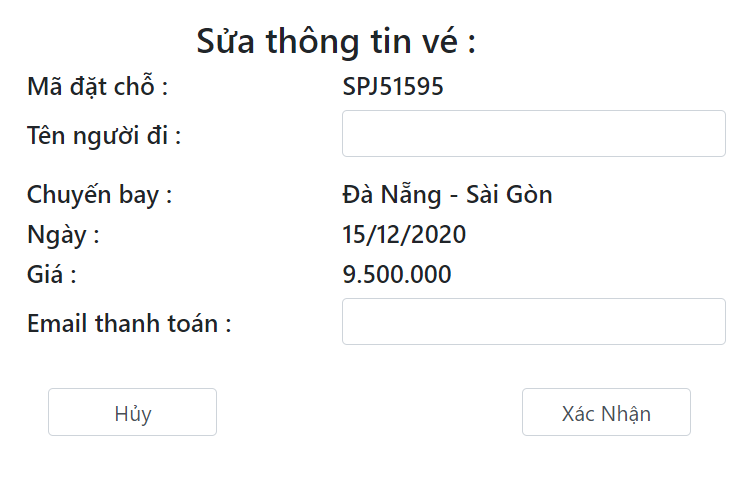 Sửa thông tin vé :
Mã đặt chỗ : SPJ51595
Tên người đi :
Chuyến bay : Đà Nẵng - Sài Gòn
Ngày : 15/12/2020
Giá : 9.500.000
Email thanh toán :
Hủy Xác Nhận